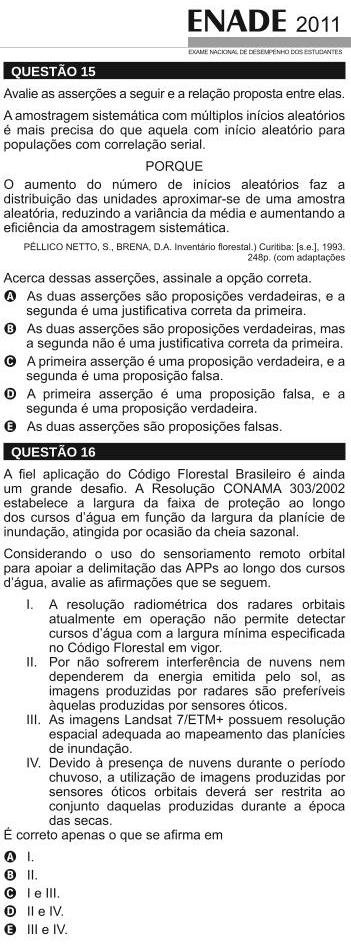 ENADE 2011
EXAME NACIONAL DE DESEMPENHO DOS ESTUDANTES
QUESTÃO 15
Avalie as asserções a seguir e a relação proposta entre elas.
A amostragem sistemática com múltiplos inícios aleatórios
é mais precisa do que aquela com início aleatório para
populações com correlação serial.
PORQUE
O aumento do número de inícios aleatórios faz a
distribuição das unidades aproximar-se de uma amostra
aleatória, reduzindo a variância da média e aumentando a
eficiência da amostragem sistemática.
PÉLLICO NETTO, S., BRENA, D.A. Inventário florestal.) Curitiba: [s.e.], 1993.
248p. (com adaptações
Acerca dessas asserções, assinale a opção correta.
A As duas asserções são proposições verdadeiras, e a
segunda é uma justificativa correta da primeira.
B As duas asserções são proposições verdadeiras, mas
a segunda não é uma justificativa correta da primeira.
C A primeira asserção é uma proposição verdadeira, e a
segunda é uma proposição falsa.
D A primeira asserção é uma proposição falsa, e a
segunda é uma proposição verdadeira.
E As duas asserções são proposições falsas.
QUESTÃO 16
A fiel aplicação do Código Florestal Brasileiro é ainda
um grande desafio. A Resolução CONAMA 303/2002
estabelece a largura da faixa de proteção ao longo
dos cursos d'água em função da largura da planície de
inundação, atingida por ocasião da cheia sazonal.
Considerando o uso do sensoriamento remoto orbital
para apoiar a delimitação das APPs ao longo dos cursos
d'água, avalie as afirmações que se seguem.
I. A resolução radiométrica dos radares orbitais
atualmente em operação não permite detectar
cursos d'água com a largura mínima especificada
no Código Florestal em vigor.
II. Por não sofrerem interferência de nuvens nem
dependerem da energia emitida pelo sol, as
imagens produzidas por radares são preferíveis
àquelas produzidas por sensores óticos.
III. As imagens Landsat 7/ETM+ possuem resolução
espacial adequada ao mapeamento das planícies
de inundação.
IV. Devido à presença de nuvens durante o período
chuvoso, a utilização de imagens produzidas por
sensores óticos orbitais deverá ser restrita ao
conjunto daquelas produzidas durante a época
das secas.
É correto apenas o que se afirma em
A I.
B II.
C I e III.
D II e IV.
E III e IV.